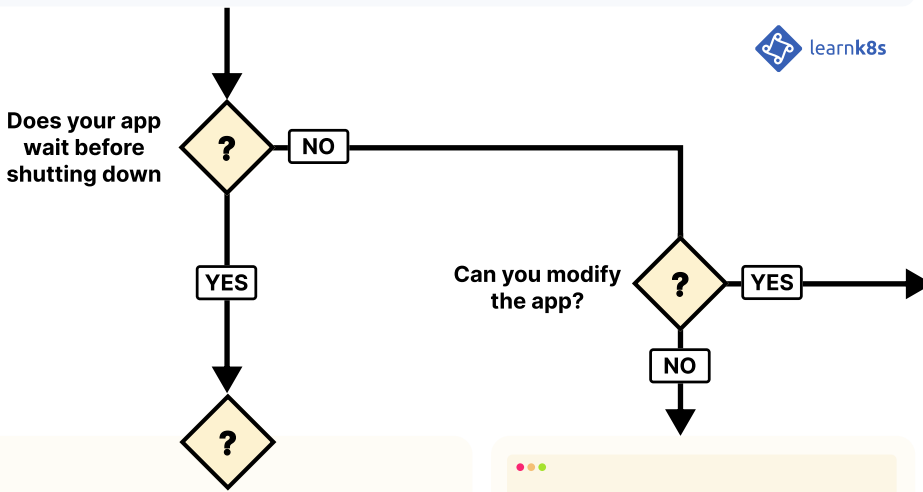 learnk8s
Does your app
wait before
shutting down
?
NO
YES
Can you modify
the app?
?
YES
NO
?